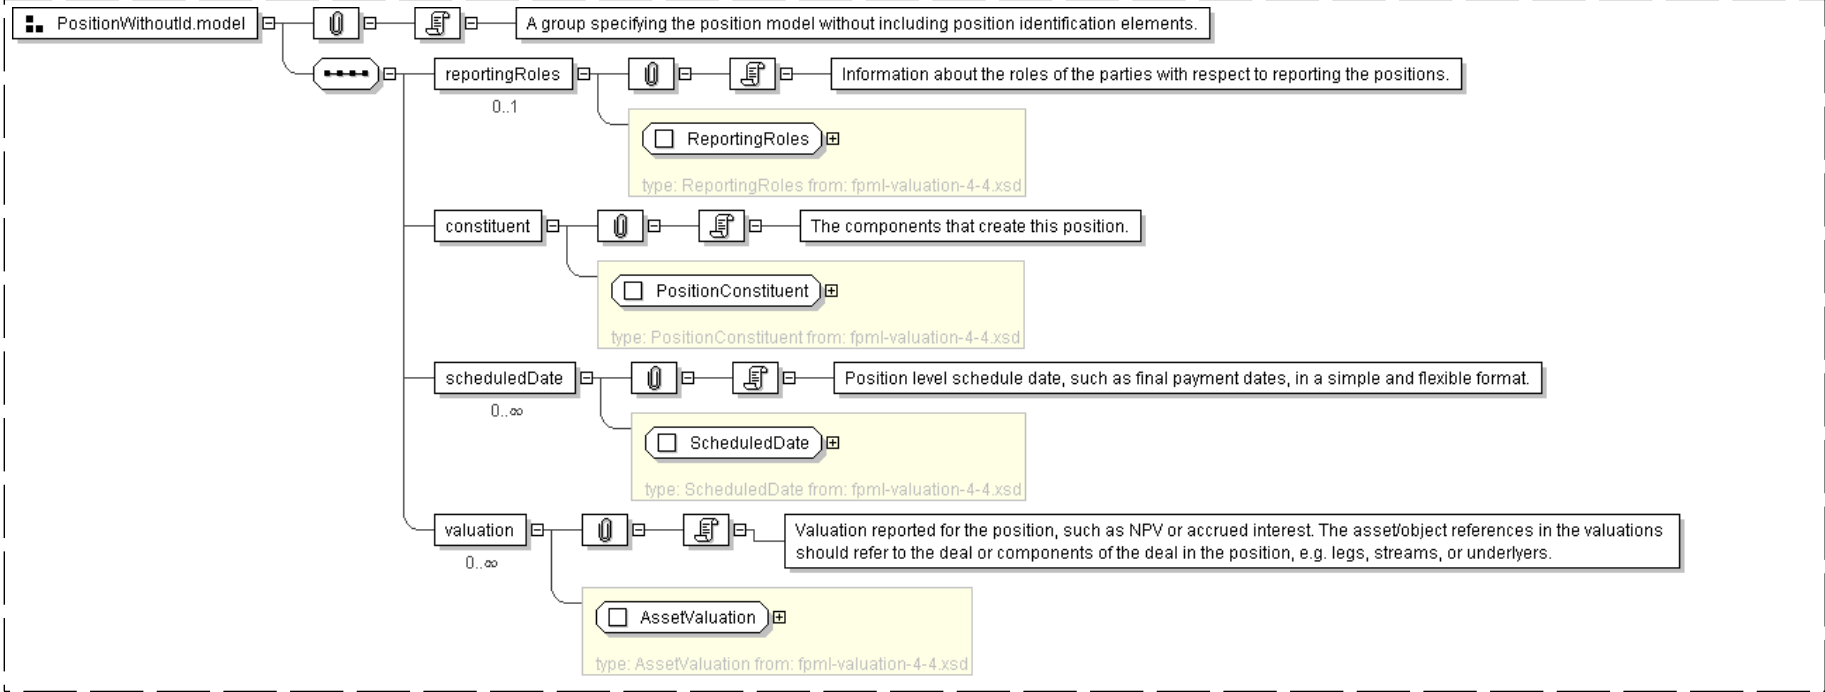 PositionWithoutId.model
A group specifying the position model without including position identification elements.
reportingRoles
Information about the roles of the parties with respect to reporting the positions.
0..1
ReportingRoles
type: ReportingRoles from: fpml-valuation-4-4.xsd
constituent
The components that create this position.
PositionConstituent
type: PositionConstituent from: fpml-valuation-4-4.xsd
scheduledDate
Position level schedule date, such as final payment dates, in a simple and flexible format.
0..∞
ScheduledDate
type: ScheduledDate from: fpml-valuation-4-4.xsd
valuation
Valuation reported for the position, such as NPV or accrued interest. The asset/object references in the valuations
should refer to the deal or components of the deal in the position, e.g. legs, streams, or underlyers.
0..∞
AssetValuation
type: AssetValuation from: fpml-valuation-4-4.xsd